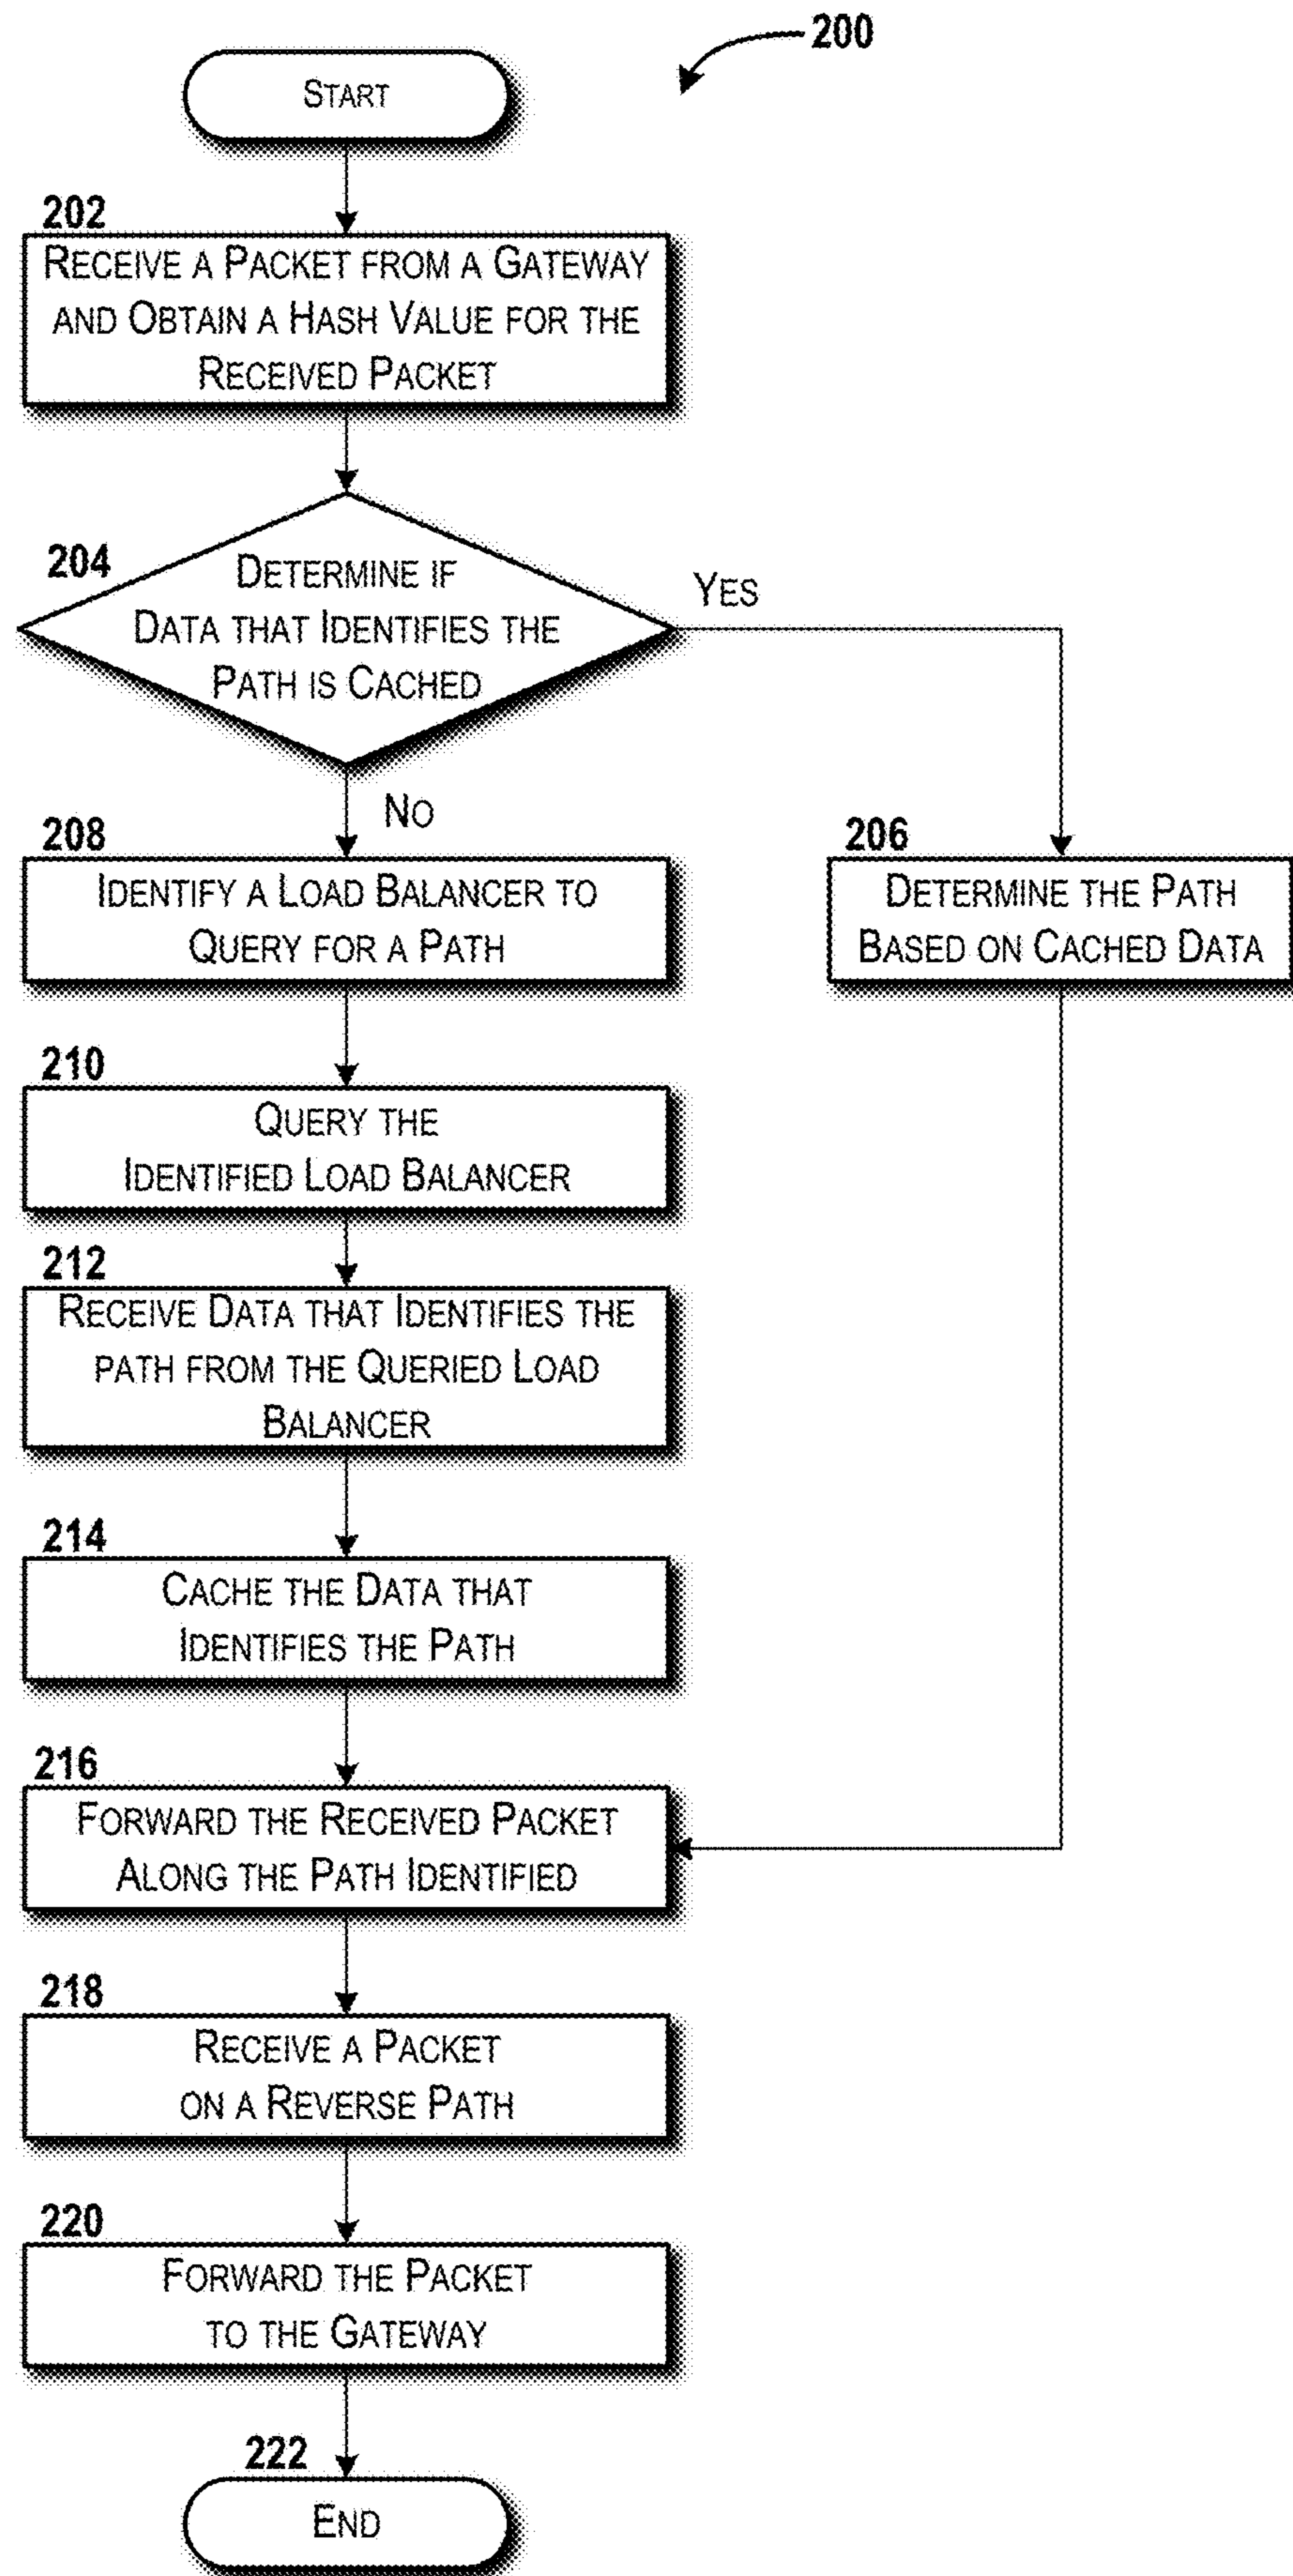 200
START
202
RECEIVE A PACKET FROM A GATEWAY
AND OBTAIN A HASH VALUE FOR THE
RECEIVED PACKET
204
DETERMINE IF
DATA THAT IDENTIFIES THE
PATH IS CACHED
YES
NO
208
IDENTIFY A LOAD BALANCER TO
QUERY FOR A PATH
206
DETERMINE THE PATH
BASED ON CACHED DATA
210
QUERY THE
IDENTIFIED LOAD BALANCER
212
RECEIVE DATA THAT IDENTIFIES THE
PATH FROM THE QUERIED LOAD
BALANCER
214
CACHE THE DATA THAT
IDENTIFIES THE PATH
216
FORWARD THE RECEIVED PACKET
ALONG THE PATH IDENTIFIED
218
RECEIVE A PACKET
ON A REVERSE PATH
220
FORWARD THE PACKET
TO THE GATEWAY
222
END